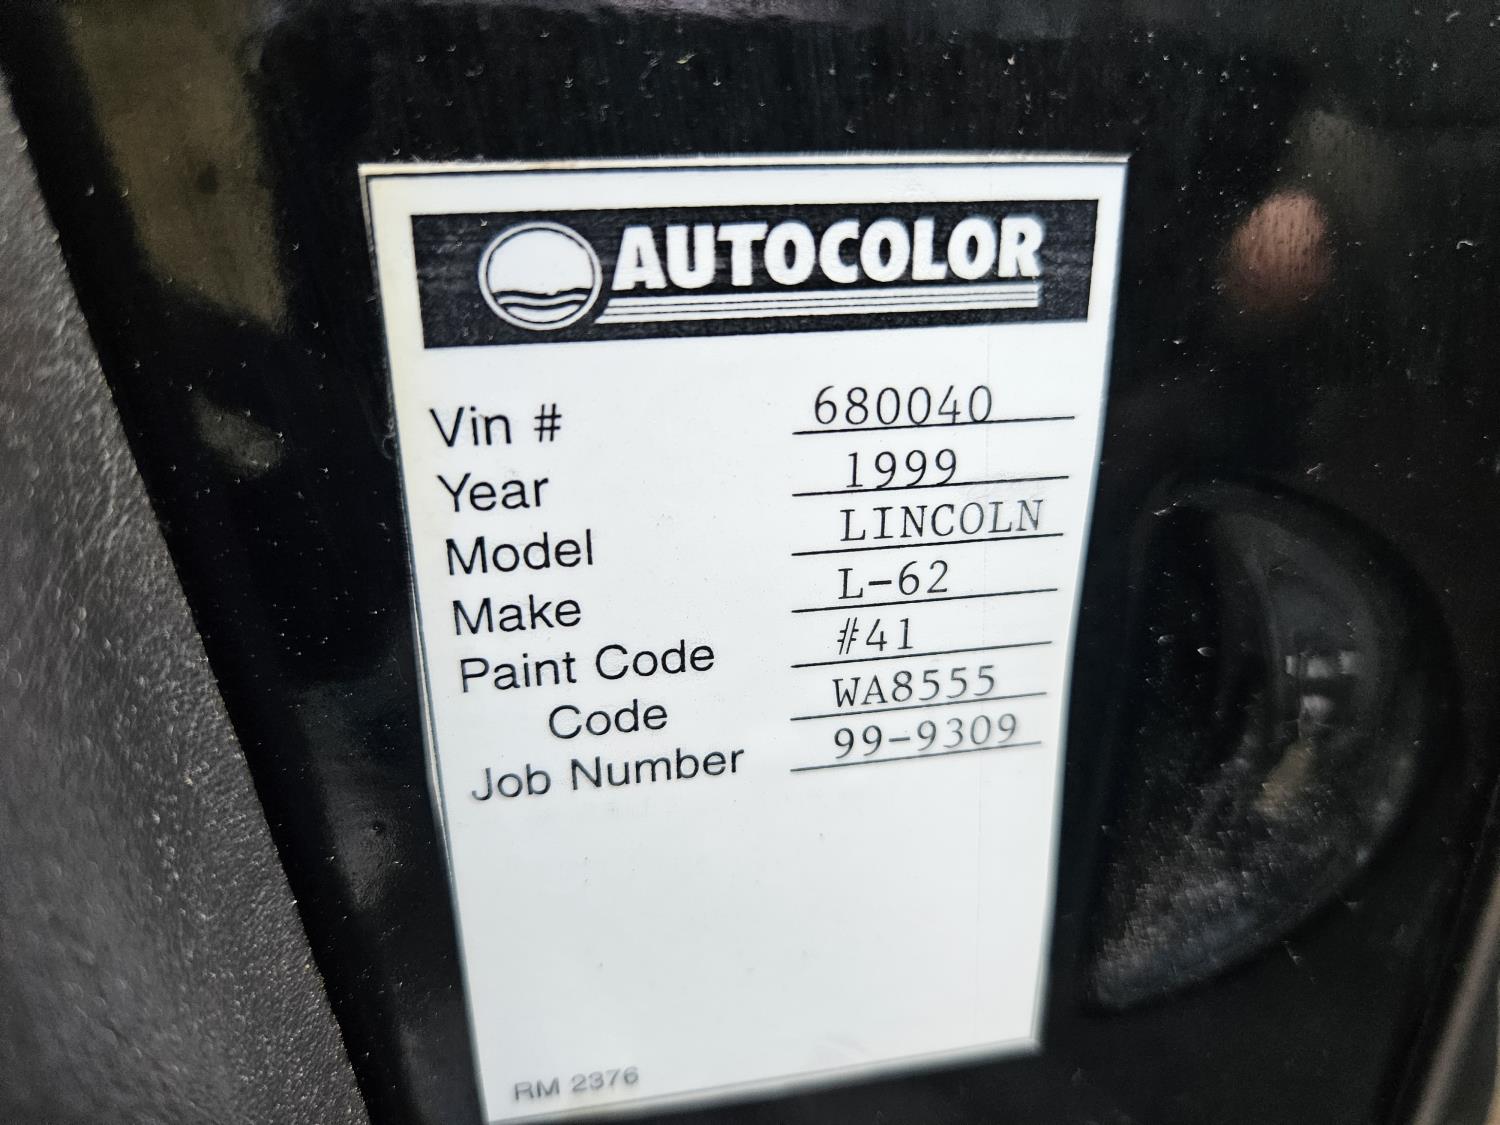 AUTOCOLOR
Vin # 680040
Year 1999
Model LINCOLN
Make L-62
Paint Code #41
Code WA8555
Job Number 99-9309
RM 2376